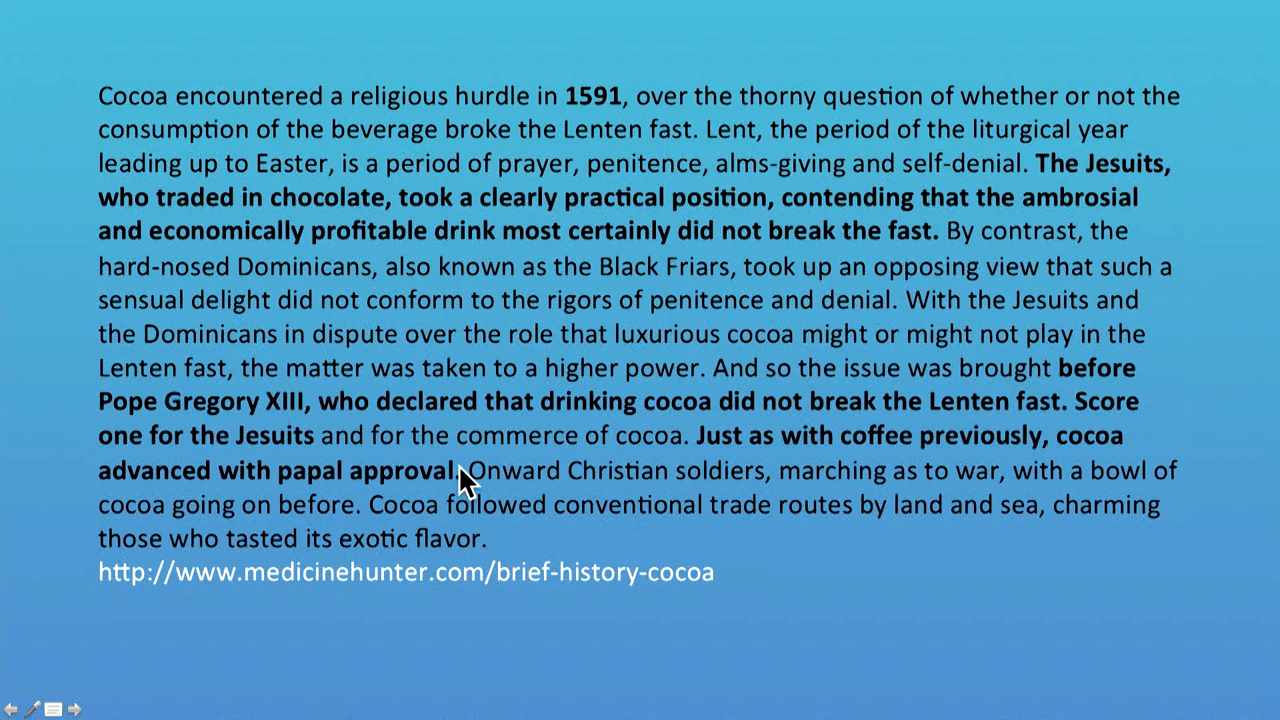 Cocoa encountered a religious hurdle in 1591, over the thorny question of whether or not the
consumption of the beverage broke the Lenten fast. Lent, the period of the liturgical year
leading up to Easter, is a period of prayer, penitence, alms-giving and self-denial. The Jesuits,
who traded in chocolate, took a clearly practical position, contending that the ambrosial
and economically profitable drink most certainly did not break the fast. By contrast, the
hard-nosed Dominicans, also known as the Black Friars, took up an opposing view that such a
sensual delight did not conform to the rigors of penitence and denial. With the Jesuits and
the Dominicans in dispute over the role that luxurious cocoa might or might not play in the
Lenten fast, the matter was taken to a higher power. And so the issue was brought before
Pope Gregory XIII, who declared that drinking cocoa did not break the Lenten fast. Score
one for the Jesuits and for the commerce of cocoa. Just as with coffee previously, cocoa
advanced with papal approval. Onward Christian soldiers, marching as to war, with a bowl of
cocoa going on before. Cocoa followed conventional trade routes by land and sea, charming
those who tasted its exotic flavor.
http://www.medicinehunter.com/brief-history-cocoa